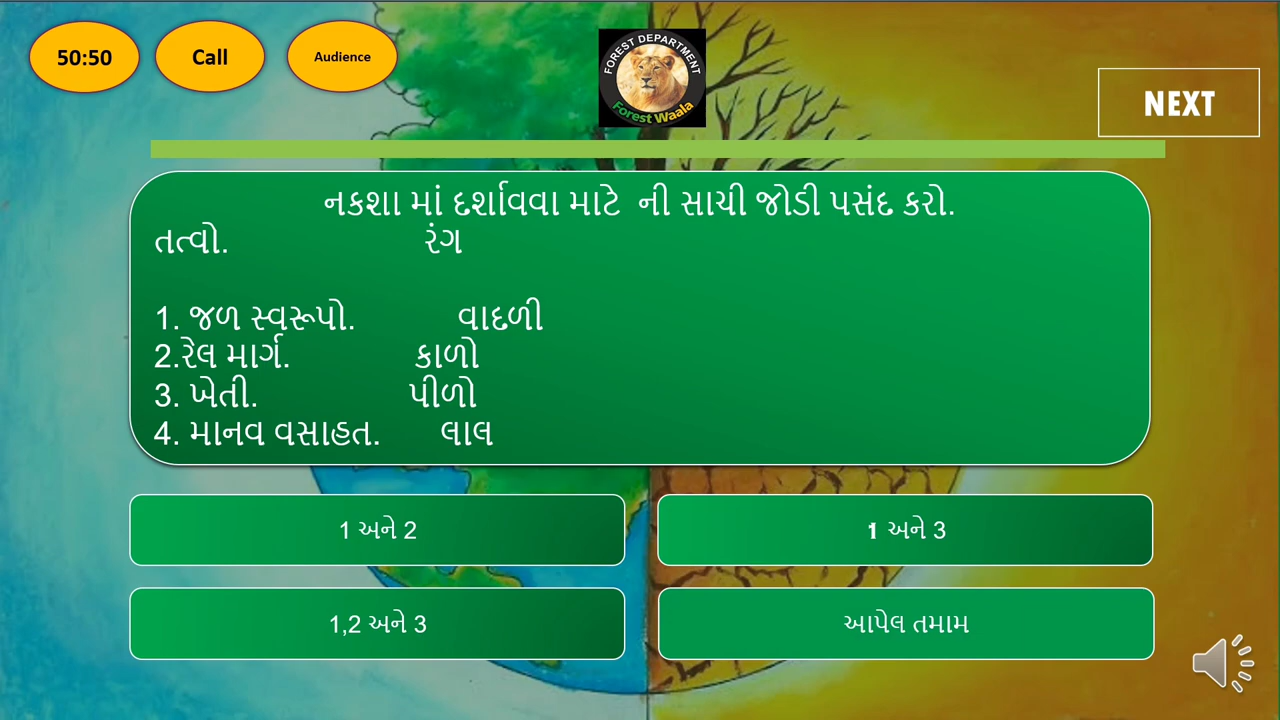 50:50
Call
Audience
FOREST DEPARTMENT
Forest Waala
NEXT
નકશા માં દર્શાવવા માટે ની સાચી જોડી પસંદ કરો.
તત્વો. રંગ
1. જળ સ્વરૂપો. વાદળી
2.રેલ માર્ગ. કાળો
3. ખેતી. પીળો
4. માનવ વસાહત. લાલ
1 અને 2
1 અને 3
1,2 અને 3
આપેલ તમામ